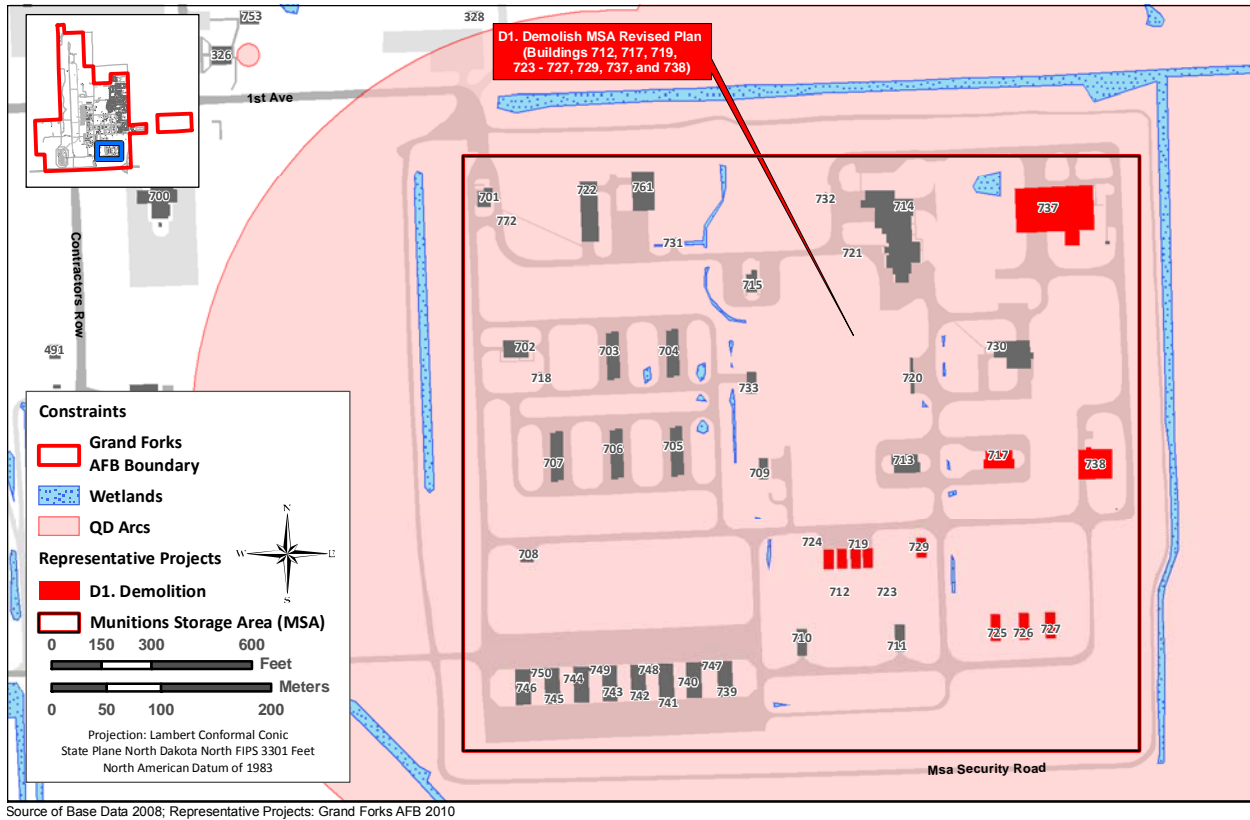 753
328
326
D1. Demolish MSA Revised Plan
(Buildings 712, 717, 719,
723 - 727, 729, 737, and 738)
1st Ave
700
Contractors Row
491
701
722
761
772
731
732
714
721
737
715
702
703
704
718
733
720
730
707
706
705
709
713
717
738
708
724
719
729
712
723
710
711
725
726
727
750
749
748
747
746
744
740
745
743
742
741
739
Msa Security Road
Constraints
Grand Forks
AFB Boundary
Wetlands
QD Arcs
Representative Projects
D1. Demolition
Munitions Storage Area (MSA)
N
W
E
S
0 150 300 600
Feet
Meters
0 50 100 200
Projection: Lambert Conformal Conic
State Plane North Dakota North FIPS 3301 Feet
North American Datum of 1983
Source of Base Data 2008; Representative Projects: Grand Forks AFB 2010